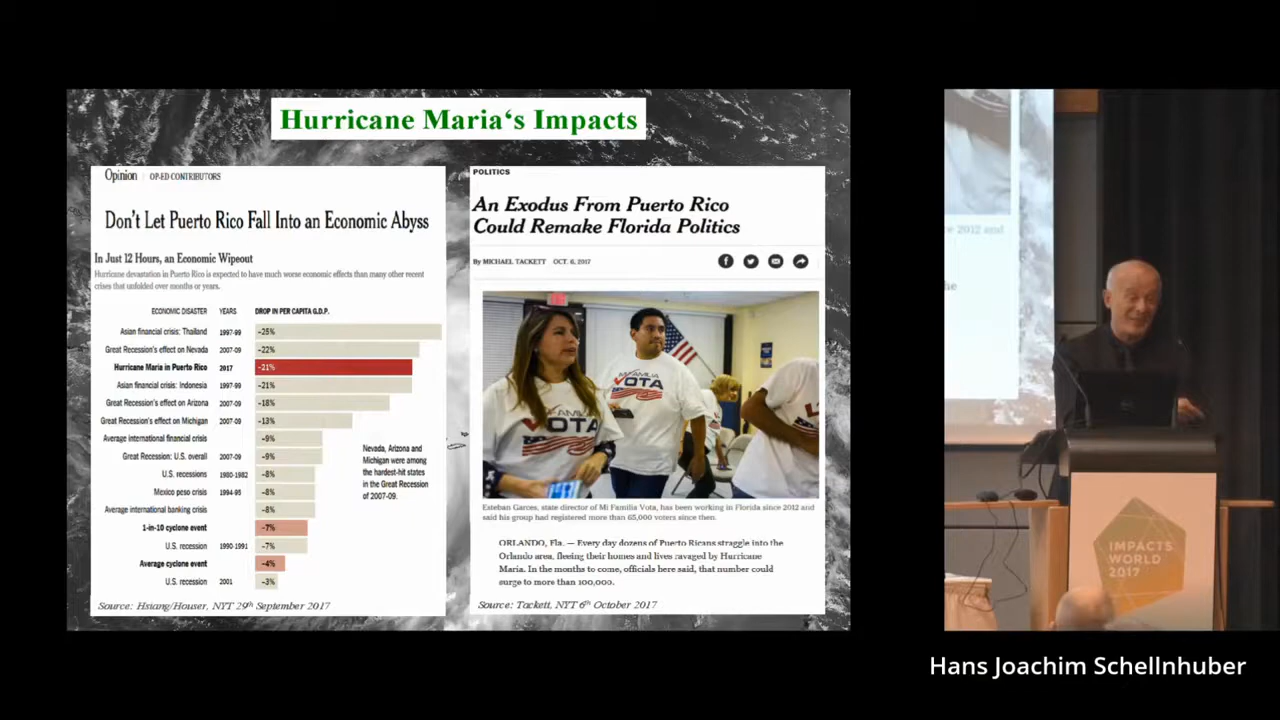 Hurricane Maria‘s Impacts
Opinion | OP-ED CONTRIBUTORS
Don’t Let Puerto Rico Fall Into an Economic Abyss
In Just 12 Hours, an Economic Wipeout
Hurricane devastation in Puerto Rico is expected to have much worse economic effects than many other recent
crises that unfolded over months or years.
ECONOMIC DISASTER YEARS DROP IN PER CAPITA G.D.P.
Asian financial crisis: Thailand 1997-99 -25%
Great Recession's effect on Nevada 2007-09 -22%
Hurricane Maria in Puerto Rico 2017 -21%
Asian financial crisis: Indonesia 1997-99 -21%
Great Recession's effect on Arizona 2007-09 -18%
Great Recession's effect on Michigan 2007-09 -13%
Average international financial crisis -9%
Great Recession: U.S. overall 2007-09 -9%
U.S. recessions 1980-1982 -8%
Mexico peso crisis 1994-95 -8%
Average international banking crisis -8%
1-in-10 cyclone event -7%
U.S. recession 1990-1991 -7%
Average cyclone event -4%
U.S. recession 2001 -3%
Nevada, Arizona and
Michigan were among
the hardest-hit states
in the Great Recession
of 2007-09.
Source: Hsiang/Houser, NYT 29th September 2017
POLITICS
An Exodus From Puerto Rico
Could Remake Florida Politics
By MICHAEL TACKETT OCT. 6, 2017
MI FAMILIA
VOTA
MI FAMILIA
VOTA
Esteban Garces, state director of Mi Familia Vota, has been working in Florida since 2012 and
said his group had registered more than 65,000 voters since then.
ORLANDO, Fla. — Every day dozens of Puerto Ricans struggle into the
Orlando area, fleeing their homes and lives ravaged by Hurricane
Maria. In the months to come, officials here said, that number could
surge to more than 100,000.
Source: Tackett, NYT 6th October 2017
2012 and
IMPACTS
WORLD
2017
Hans Joachim Schellnhuber